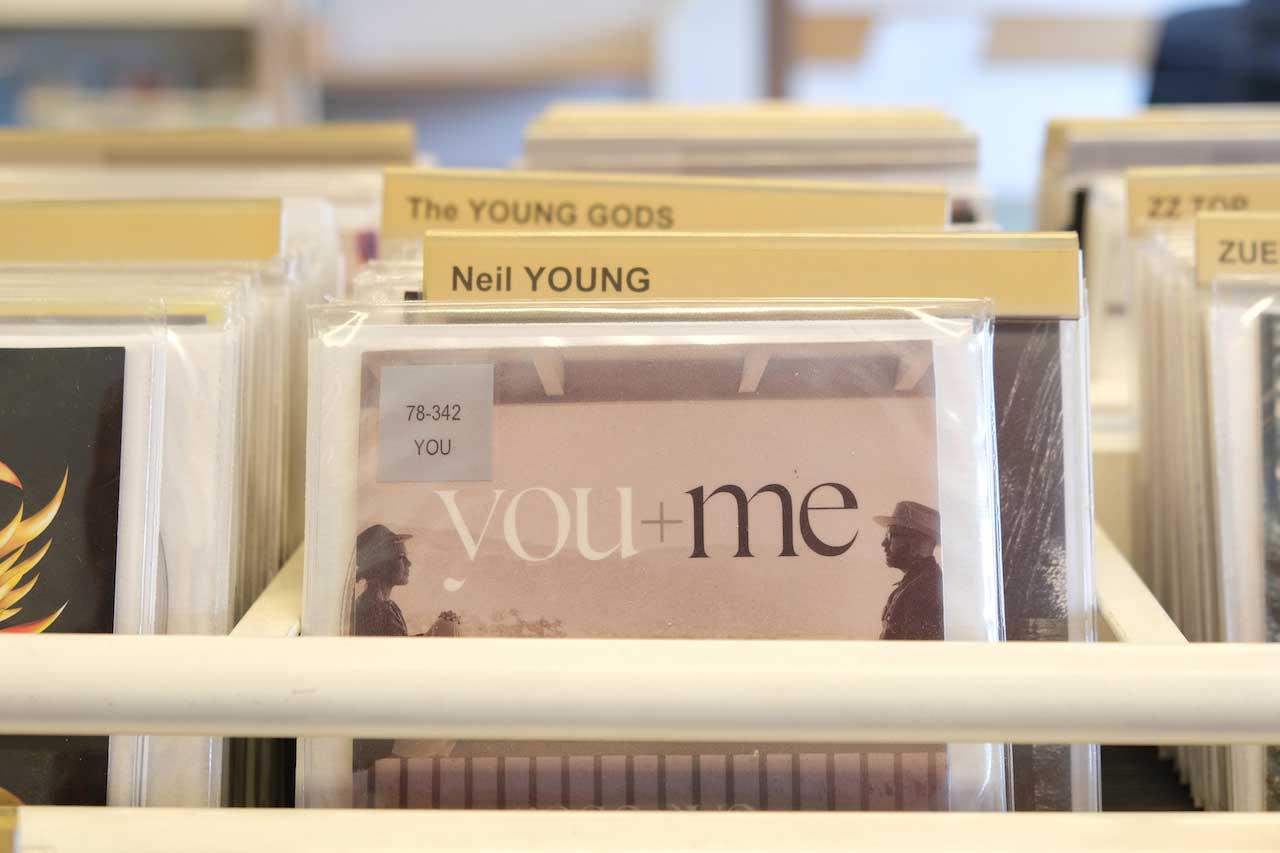 The YOUNG GODS
ZZ TOP
Neil YOUNG
ZUE
78-342
YOU
you+me